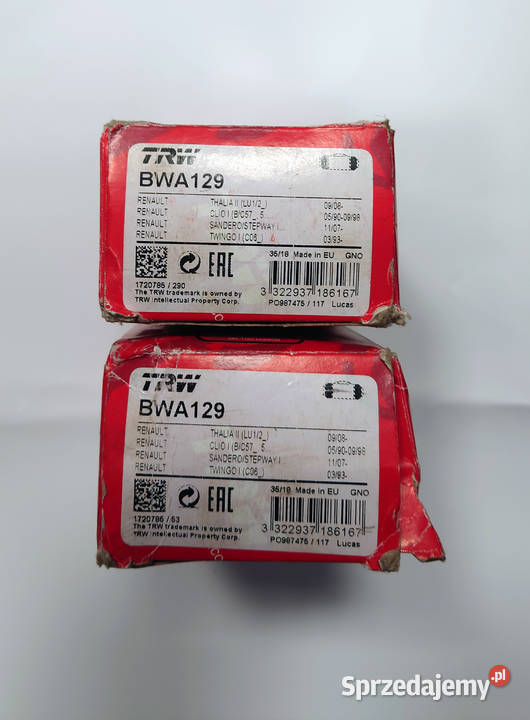 TRW
BWA129
RENAULT THALIA II (LU1/2_) 09/08-
RENAULT CLIO I (B/C57_, 5 05/90-09/98
RENAULT SANDERO/STEPWAY I 11/07-
RENAULT TWINGO I (C06_) 03/93-
35/18 Made in EU GNO
EAC
1720786 / 290
The TRW trademark is owned by
TRW Intellectual Property Corp.
3 322937 186167
PO987475 / 117 Lucas
TRW
BWA129
RENAULT THALIA II (LU1/2_) 09/08-
RENAULT CLIO I (B/C57_, 5 05/90-09/98
RENAULT SANDERO/STEPWAY I 11/07-
RENAULT TWINGO I (C06_) 03/93-
35/18 Made in EU GNO
EAC
1720786 / 53
The TRW trademark is owned by
TRW Intellectual Property Corp.
3 322937 186167
PO987475 / 117 Lucas
Sprzedajemy.pl